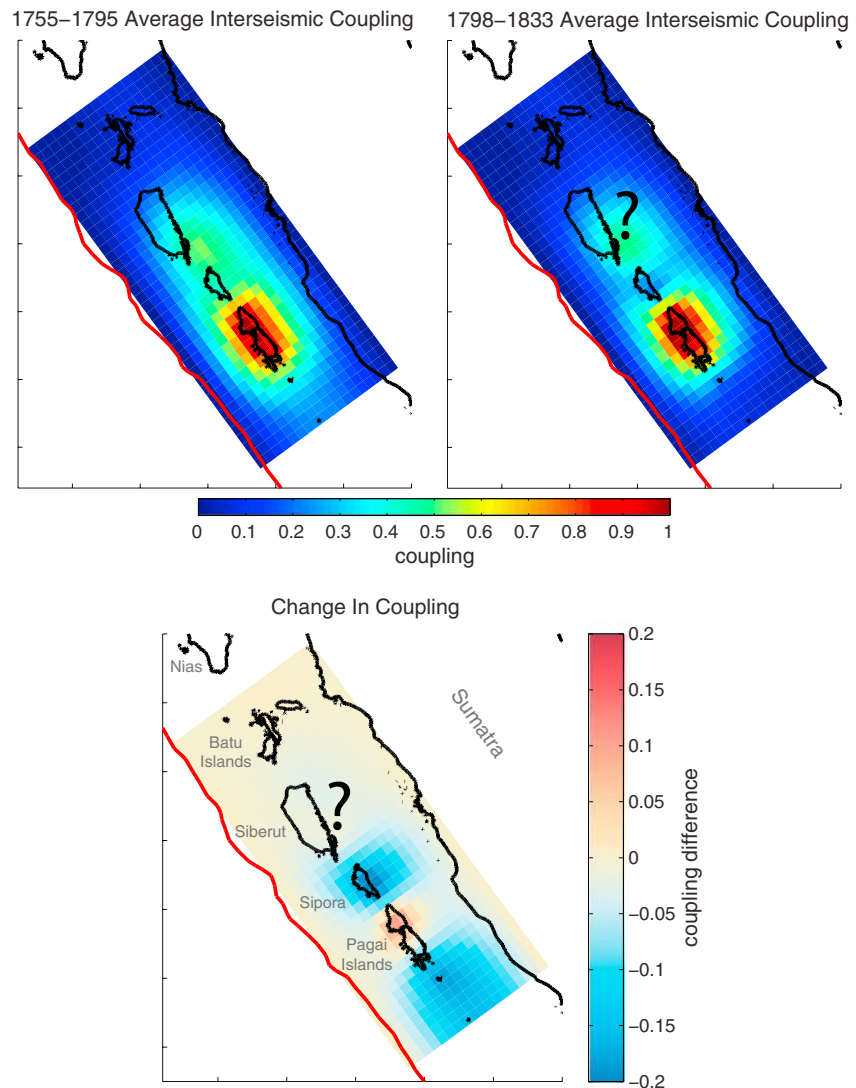 1755–1795 Average Interseismic Coupling
1798–1833 Average Interseismic Coupling
?
0 0.1 0.2 0.3 0.4 0.5 0.6 0.7 0.8 0.9 1
coupling
Change In Coupling
Nias
Sumatra
Batu
Islands
?
Siberut
Sipora
Pagai
Islands
0.2
0.15
0.1
0.05
0
−0.05
−0.1
−0.15
−0.2
coupling difference